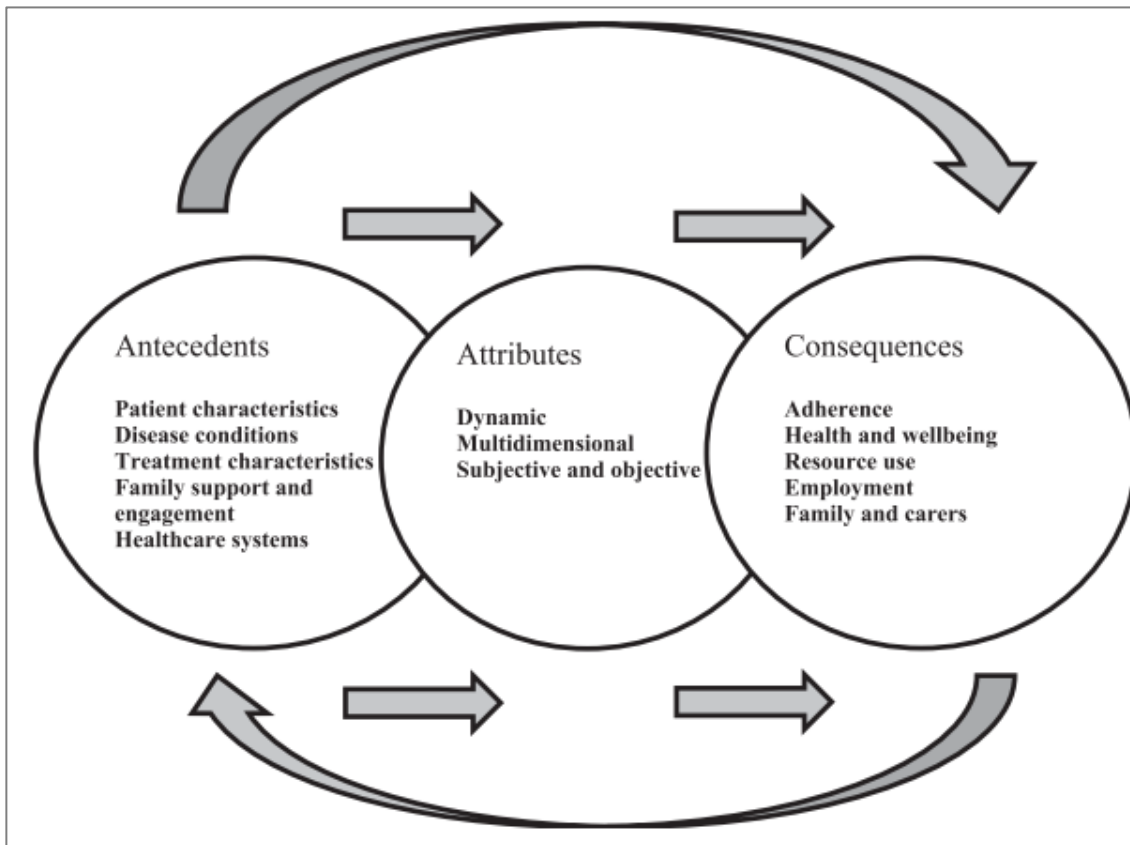 Antecedents
Patient characteristics
Disease conditions
Treatment characteristics
Family support and
engagement
Healthcare systems
Attributes
Dynamic
Multidimensional
Subjective and objective
Consequences
Adherence
Health and wellbeing
Resource use
Employment
Family and carers